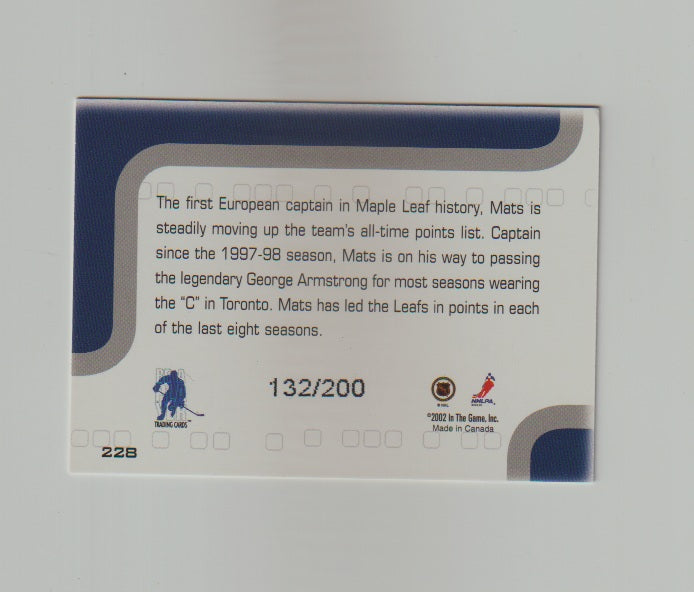 The first European captain in Maple Leaf history, Mats is
steadily moving up the team's all-time points list. Captain
since the 1997-98 season, Mats is on his way to passing
the legendary George Armstrong for most seasons wearing
the "C" in Toronto. Mats has led the Leafs in points in each
of the last eight seasons.
132/200
TRADING CARDS
© NHL
NHLPA
©2002 In The Game, Inc.
Made in Canada
228